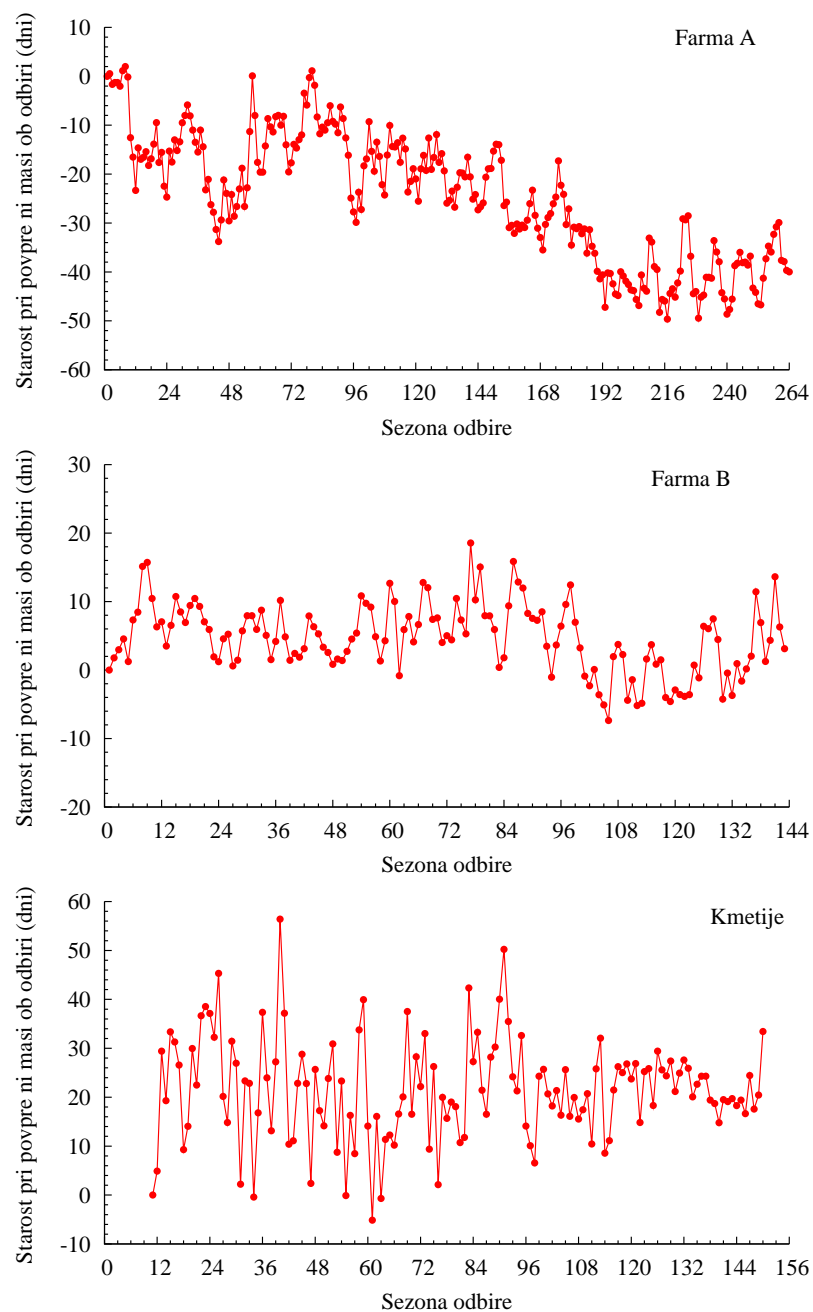 Farma A
Starost pri povpre ni masi ob odbiri (dni)
10
0
-10
-20
-30
-40
-50
-60
0 24 48 72 96 120 144 168 192 216 240 264
Sezona odbire
Farma B
Starost pri povpre ni masi ob odbiri (dni)
30
20
10
0
-10
-20
0 12 24 36 48 60 72 84 96 108 120 132 144
Sezona odbire
Kmetije
Starost pri povpre ni masi ob odbiri (dni)
60
50
40
30
20
10
0
-10
0 12 24 36 48 60 72 84 96 108 120 132 144 156
Sezona odbire